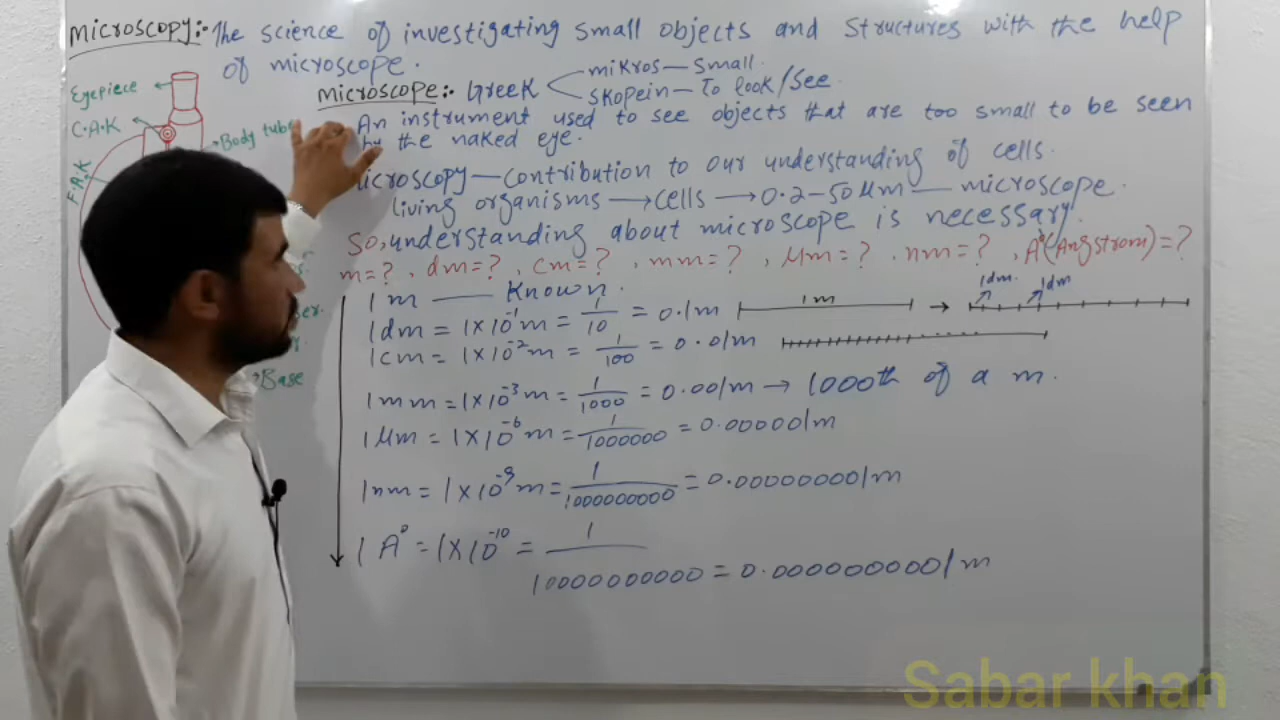 Microscopy:- The science of investigating small objects and structures with the help
of microscope.
Eyepiece
C.A.K
F.A.K
Body tube
Base
Microscope:- Greek
mikros — small
skopein — To look/See
An instrument used to see objects that are too small to be seen
by the naked eye.
microscopy — contribution to our understanding of cells.
living organisms → cells → 0.2-50 μm — microscope.
So, understanding about microscope is necessary.
m=? , dm=? , cm=? , mm=? , μm=? , nm=? , A°(Angstrom)=?
1m — Known.
1dm = 1×10⁻¹m = 1/10 = 0.1m
1m
1dm
1dm
1cm = 1×10⁻²m = 1/100 = 0.01m
1mm = 1×10⁻³m = 1/1000 = 0.001m → 1000th of a m.
1μm = 1×10⁻⁶m = 1/1000000 = 0.000001m
1nm = 1×10⁻⁹m = 1/1000000000 = 0.000000001m
1A° = 1×10⁻¹⁰ = 1/10000000000 = 0.0000000001m
Sabar khan